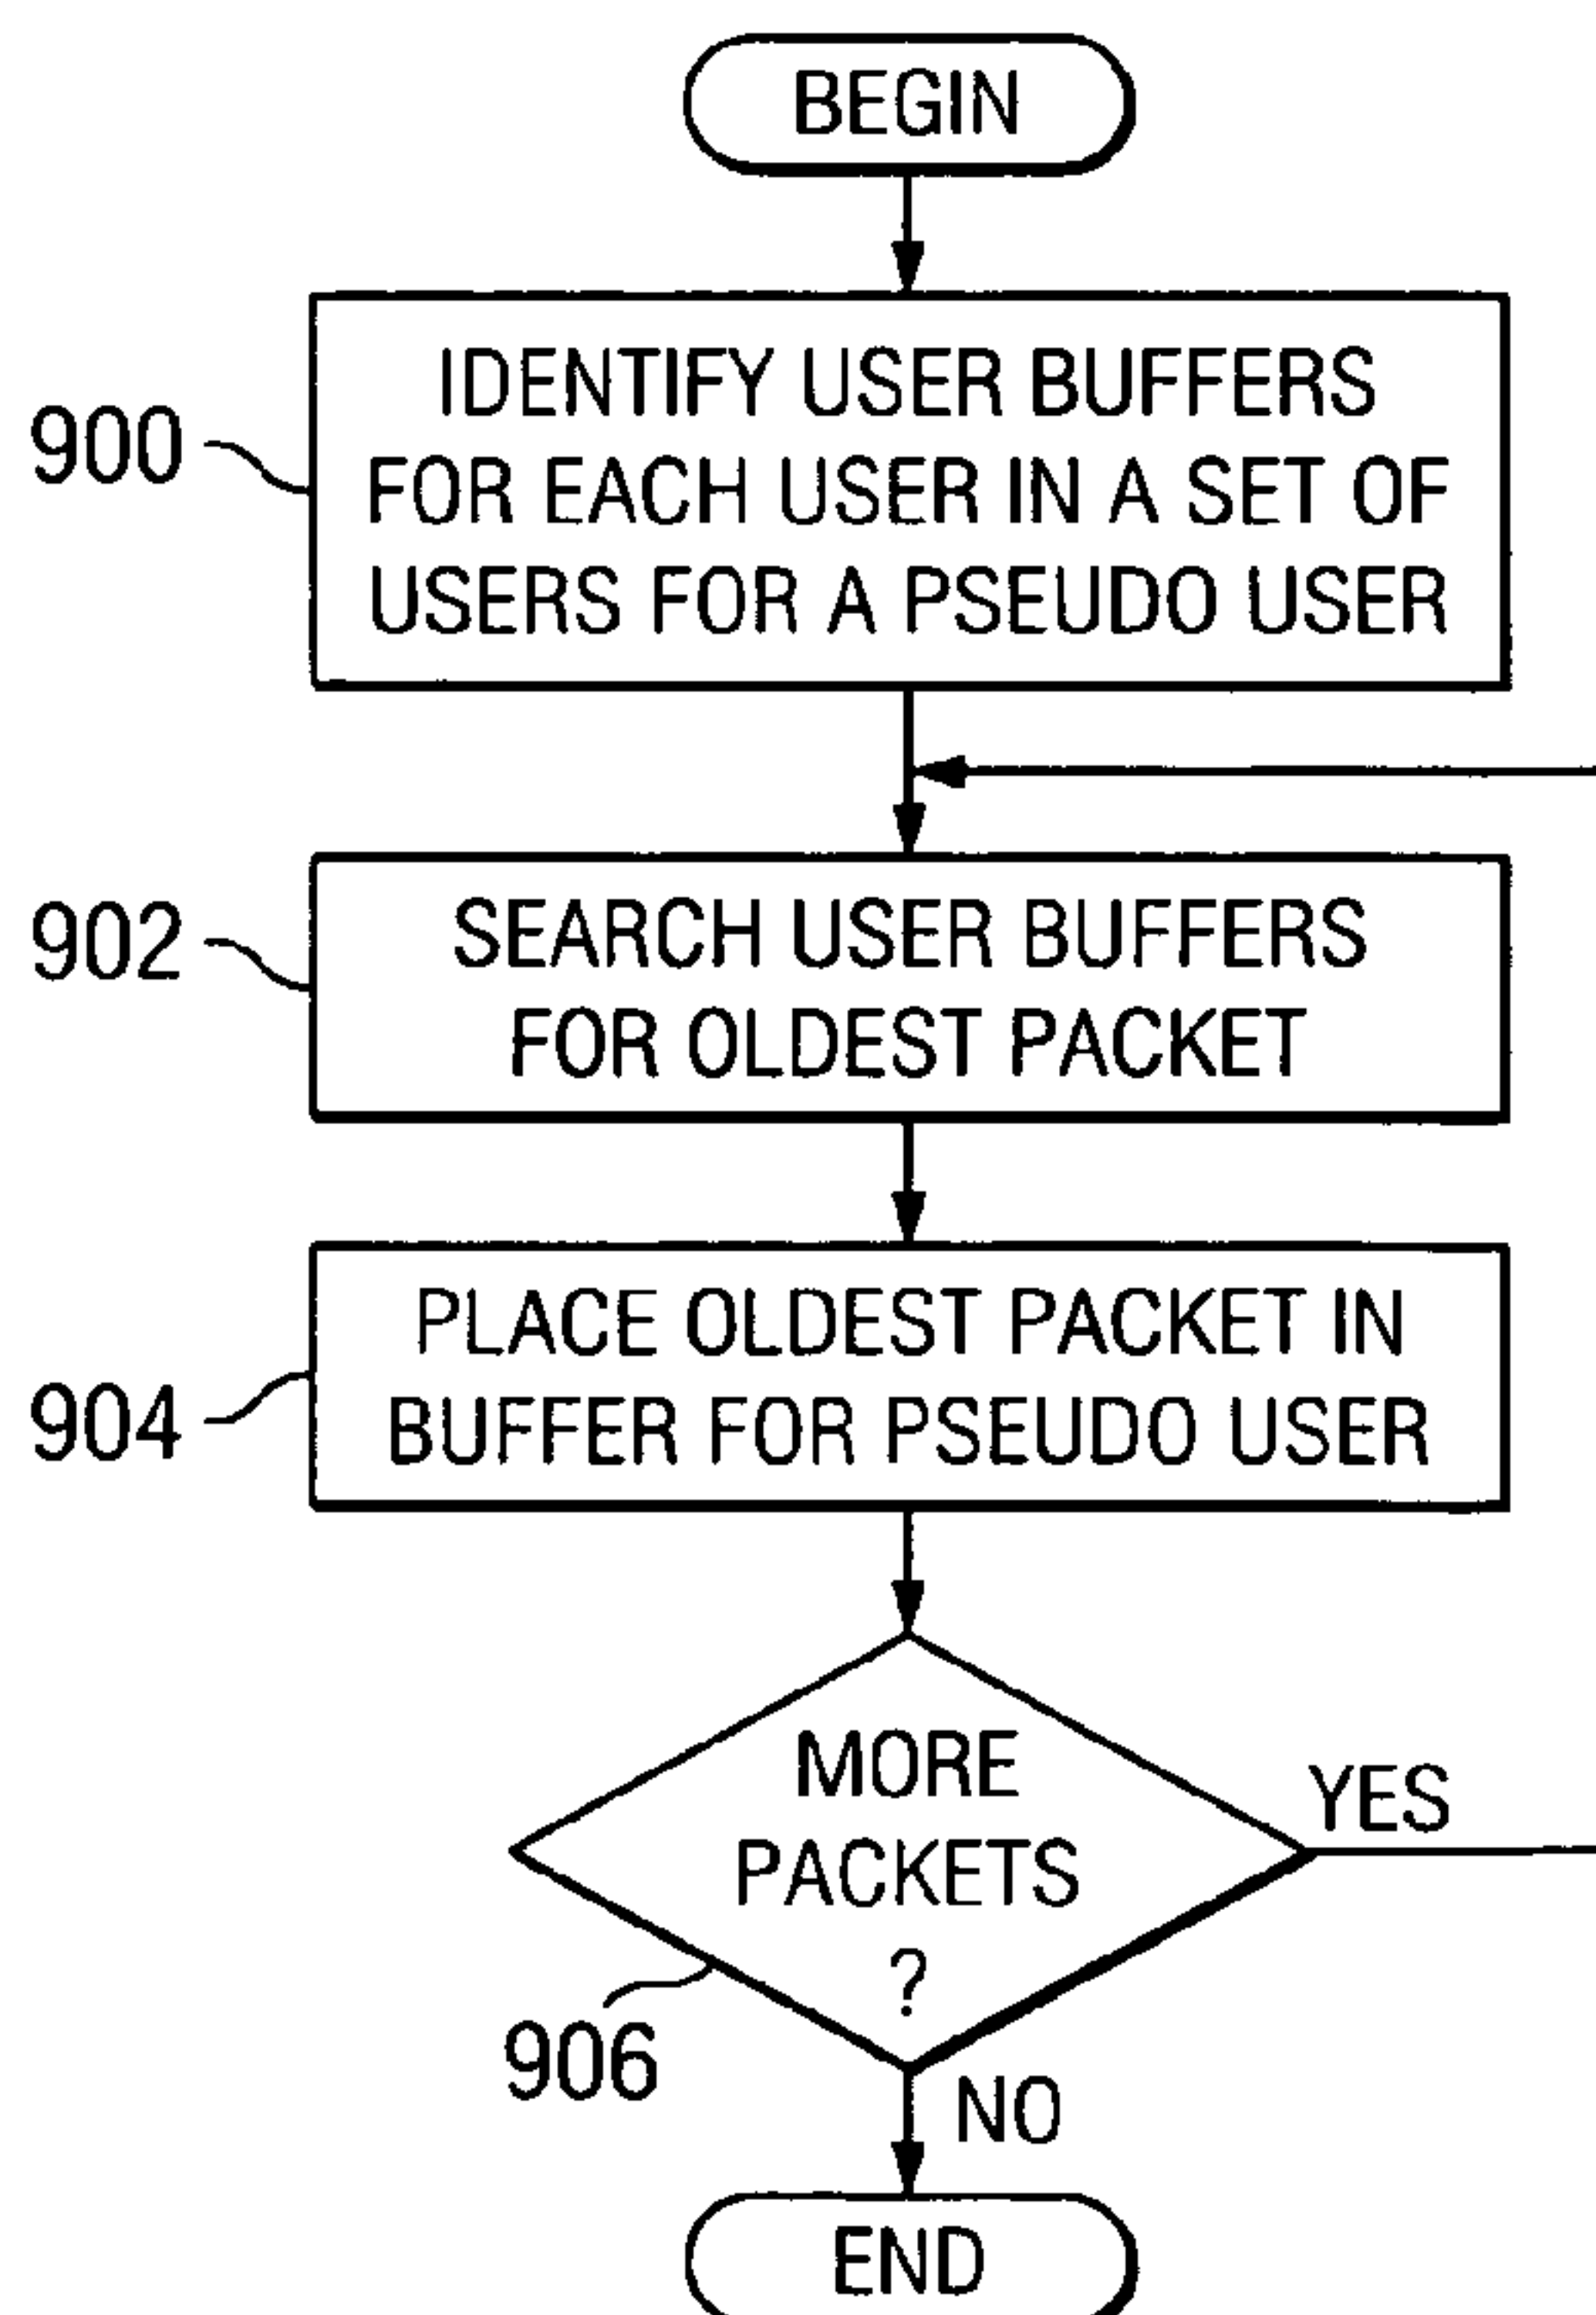 BEGIN
IDENTIFY USER BUFFERS
FOR EACH USER IN A SET OF
USERS FOR A PSEUDO USER
900
SEARCH USER BUFFERS
FOR OLDEST PACKET
902
PLACE OLDEST PACKET IN
BUFFER FOR PSEUDO USER
904
MORE
PACKETS
?
YES
906
NO
END